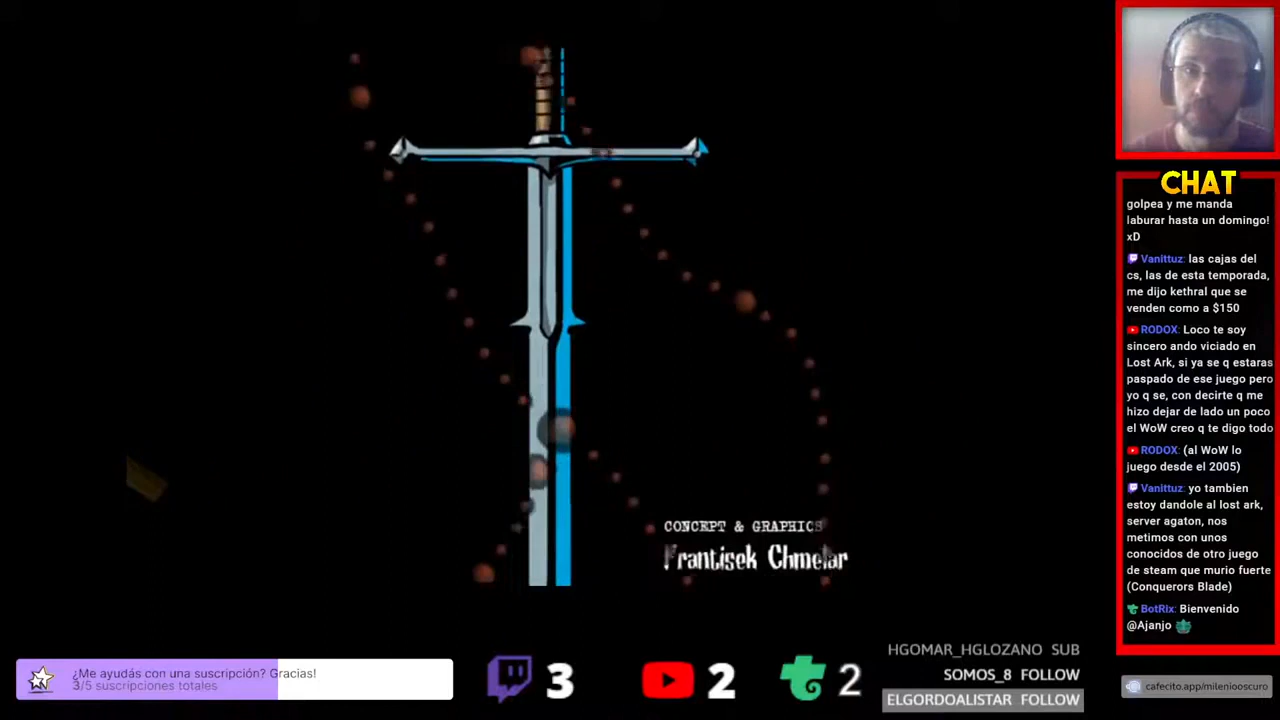 CHAT
golpea y me manda
laburar hasta un domingo!
xD
Vanittuz: las cajas del
cs, las de esta temporada,
me dijo kethral que se
venden como a $150
RODOX: Loco te soy
sincero ando viciado en
Lost Ark, si ya se q estaras
paspado de ese juego pero
yo q se, con decirte q me
hizo dejar de lado un poco
el WoW creo q te digo todo
RODOX: (al WoW lo
juego desde el 2005)
Vanittuz: yo tambien
estoy dandole al lost ark,
server agaton, nos
metimos con unos
conocidos de otro juego
de steam que murio fuerte
(Conquerors Blade)
BotRix: Bienvenido
@Ajanjo
CONCEPT & GRAPHICS
Frantisek Chmelar
¿Me ayudás con una suscripción? Gracias!
3/5 suscripciones totales
3
2
2
HGOMAR_HGLOZANO SUB
SOMOS_8 FOLLOW
ELGORDOALISTAR FOLLOW
cafecito.app/mileniooscuro